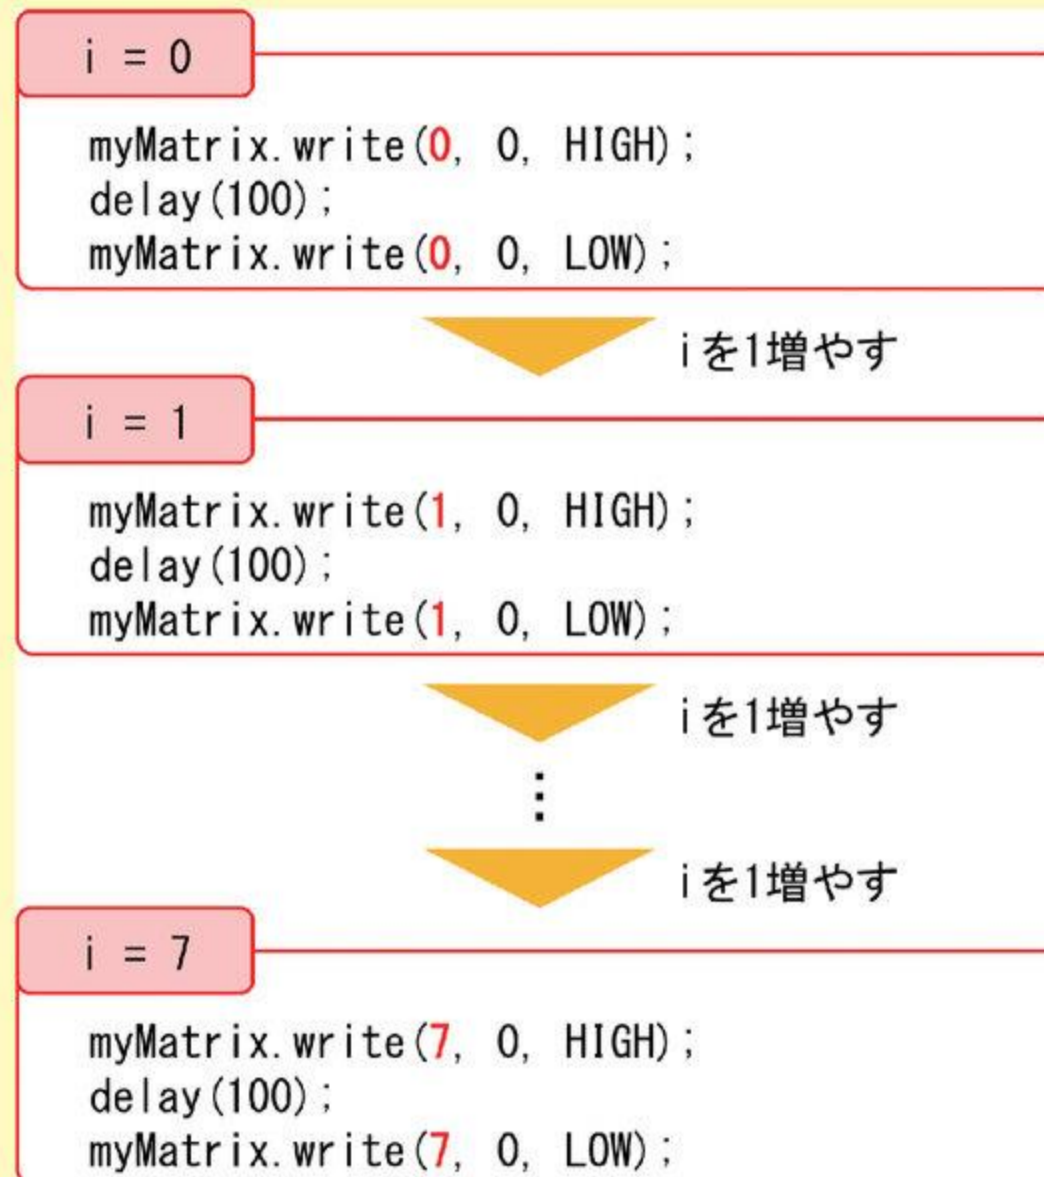 i = 0
myMatrix.write(0, 0, HIGH);
delay(100);
myMatrix.write(0, 0, LOW);
iを1増やす
i = 1
myMatrix.write(1, 0, HIGH);
delay(100);
myMatrix.write(1, 0, LOW);
iを1増やす
⋮
iを1増やす
i = 7
myMatrix.write(7, 0, HIGH);
delay(100);
myMatrix.write(7, 0, LOW);